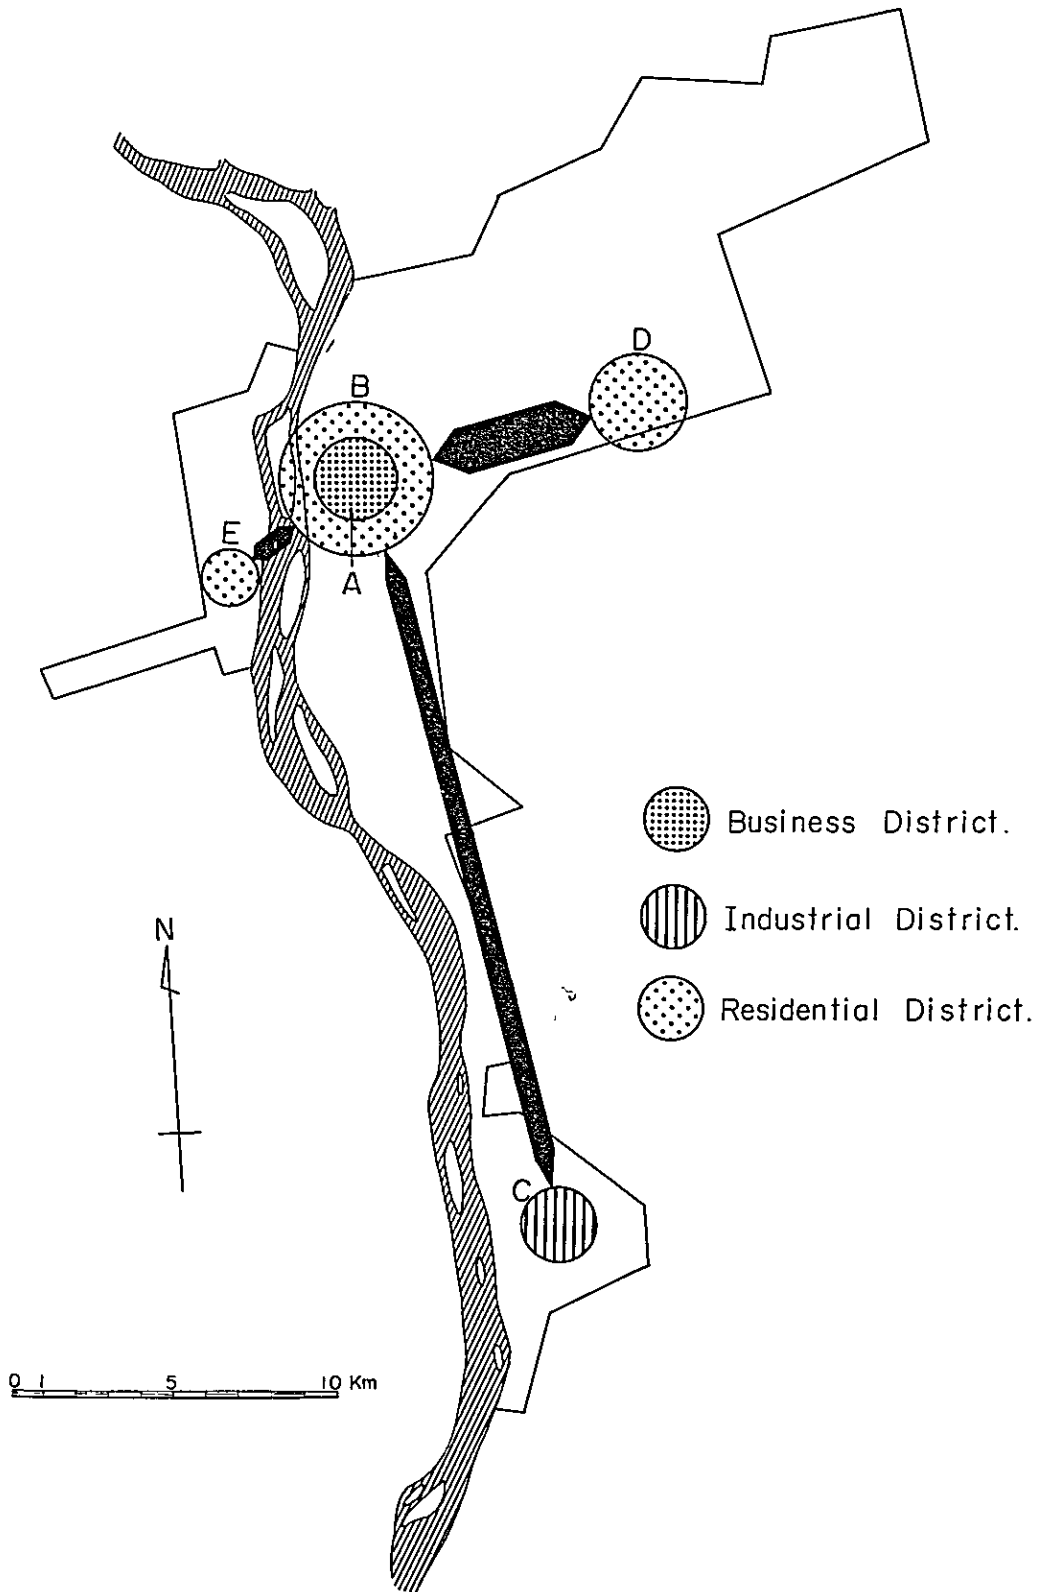 D
B
E
A
Business District.
N
Industrial District.
Residential District.
C
0 1 5 10 Km